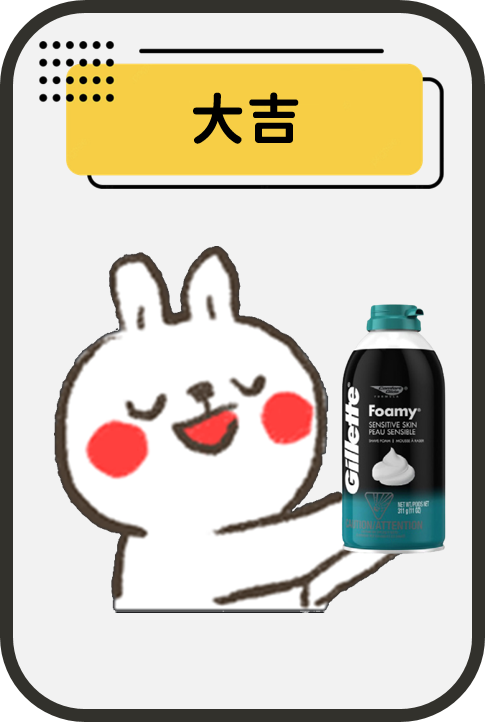 大吉
Gillette
Foamy®
SENSITIVE SKIN
PEAU SENSIBLE
SHAVE FOAM | MOUSSE À RASER
NET WT, POIDS NET
311 g (11 OZ)
CAUTION/ATTENTION